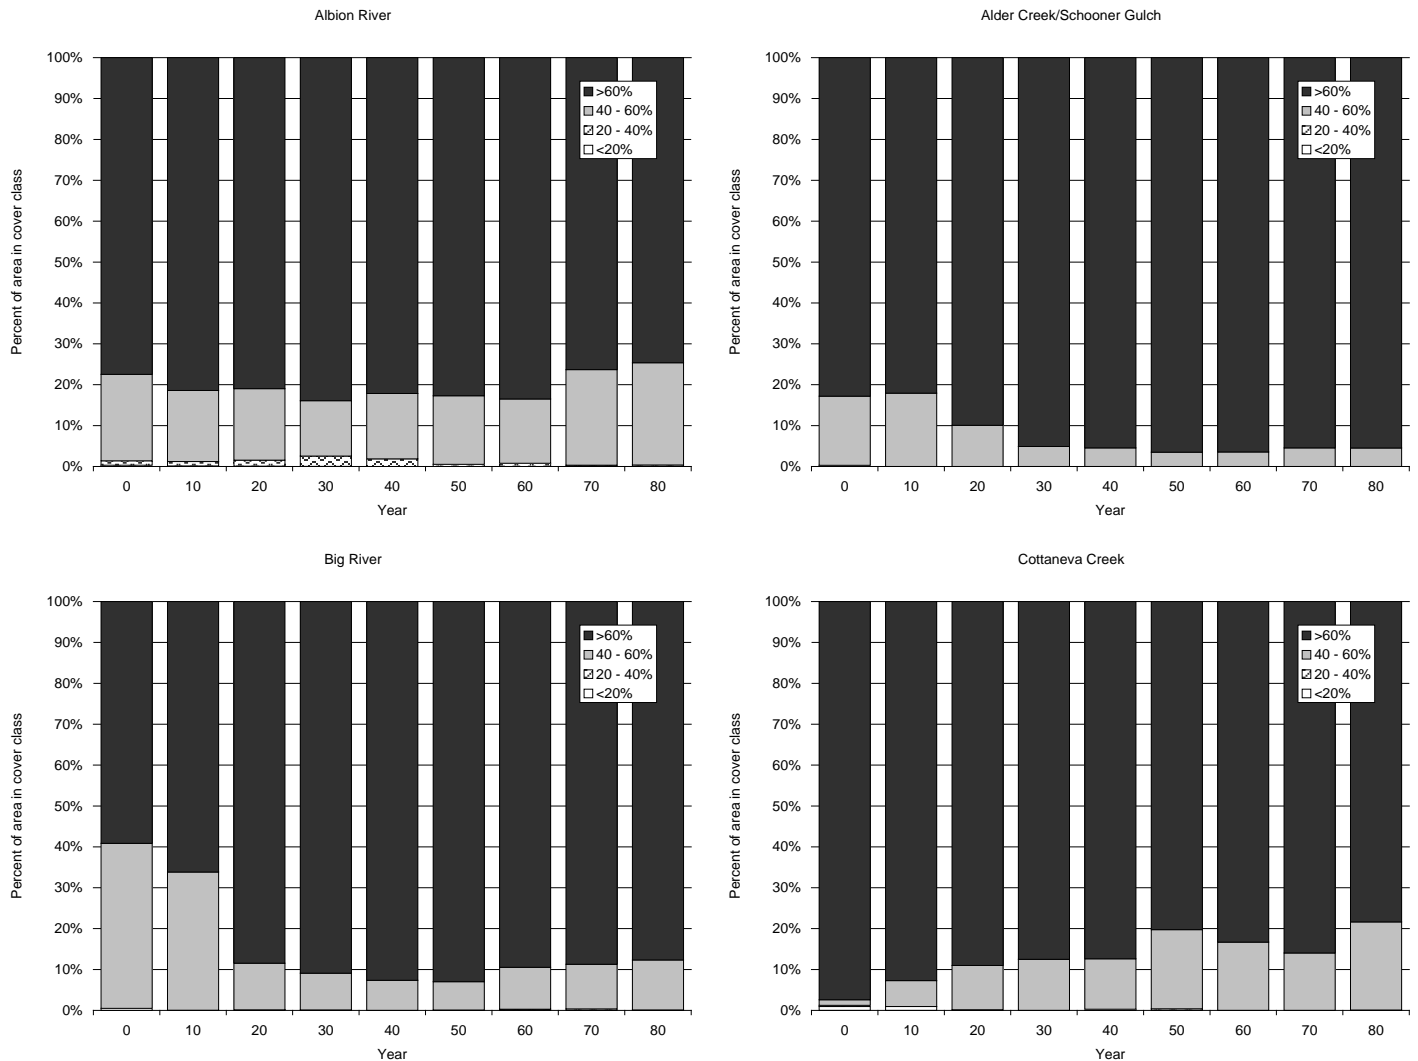 Albion River
100%
90%
80%
70%
60%
50%
40%
30%
20%
10%
0%
Percent of area in cover class
>60%
40 - 60%
20 - 40%
<20%
0 10 20 30 40 50 60 70 80
Year
Alder Creek/Schooner Gulch
100%
90%
80%
70%
60%
50%
40%
30%
20%
10%
0%
Percent of area in cover class
>60%
40 - 60%
20 - 40%
<20%
0 10 20 30 40 50 60 70 80
Year
Big River
100%
90%
80%
70%
60%
50%
40%
30%
20%
10%
0%
Percent of area in cover class
>60%
40 - 60%
20 - 40%
<20%
0 10 20 30 40 50 60 70 80
Year
Cottaneva Creek
100%
90%
80%
70%
60%
50%
40%
30%
20%
10%
0%
Percent of area in cover class
>60%
40 - 60%
20 - 40%
<20%
0 10 20 30 40 50 60 70 80
Year